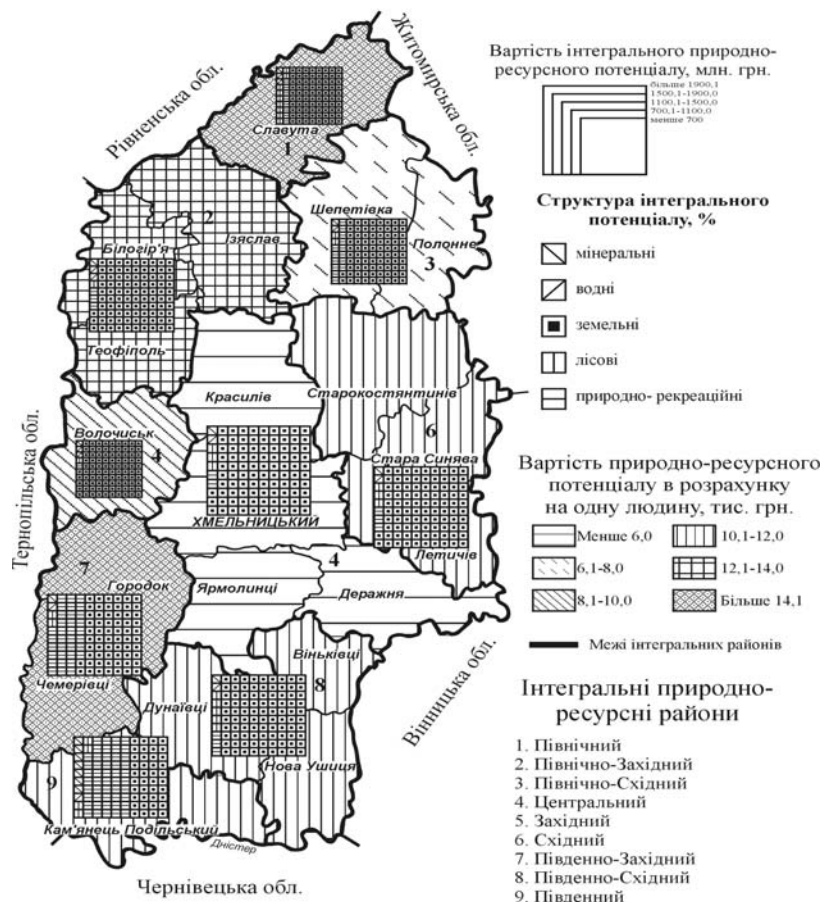 Рівненська обл.
Житомирська обл.
Славута
1
2
Шепетівка
Ізяслав
Полонне
3
Білогір'я
Теофіполь
Красилів
Старокостянтинів
6
Волочиськ
4
Стара Синява
ХМЕЛЬНИЦЬКИЙ
Летичів
Тернопільська обл.
7
4
Городок
Ярмолинці
Деражня
Віньківці
Чемерівці
8
Дунаївці
Вінницька обл.
Нова Ушиця
9
Кам'янець Подільський
Дністер
Чернівецька обл.
Вартість інтегрального природно-
ресурсного потенціалу, млн. грн.
більше 1900,1
1500,1-1900,0
1100,1-1500,0
700,1-1100,0
менше 700
Структура інтегрального
потенціалу, %
мінеральні
водні
земельні
лісові
природно- рекреаційні
Вартість природно-ресурсного
потенціалу в розрахунку
на одну людину, тис. грн.
Менше 6,0
10,1-12,0
6,1-8,0
12,1-14,0
8,1-10,0
Більше 14,1
Межі інтегральних районів
Інтегральні природно-
ресурсні райони
1. Північний
2. Північно-Західний
3. Північно-Східний
4. Центральний
5. Західний
6. Східний
7. Південно-Західний
8. Південно-Східний
9. Південний